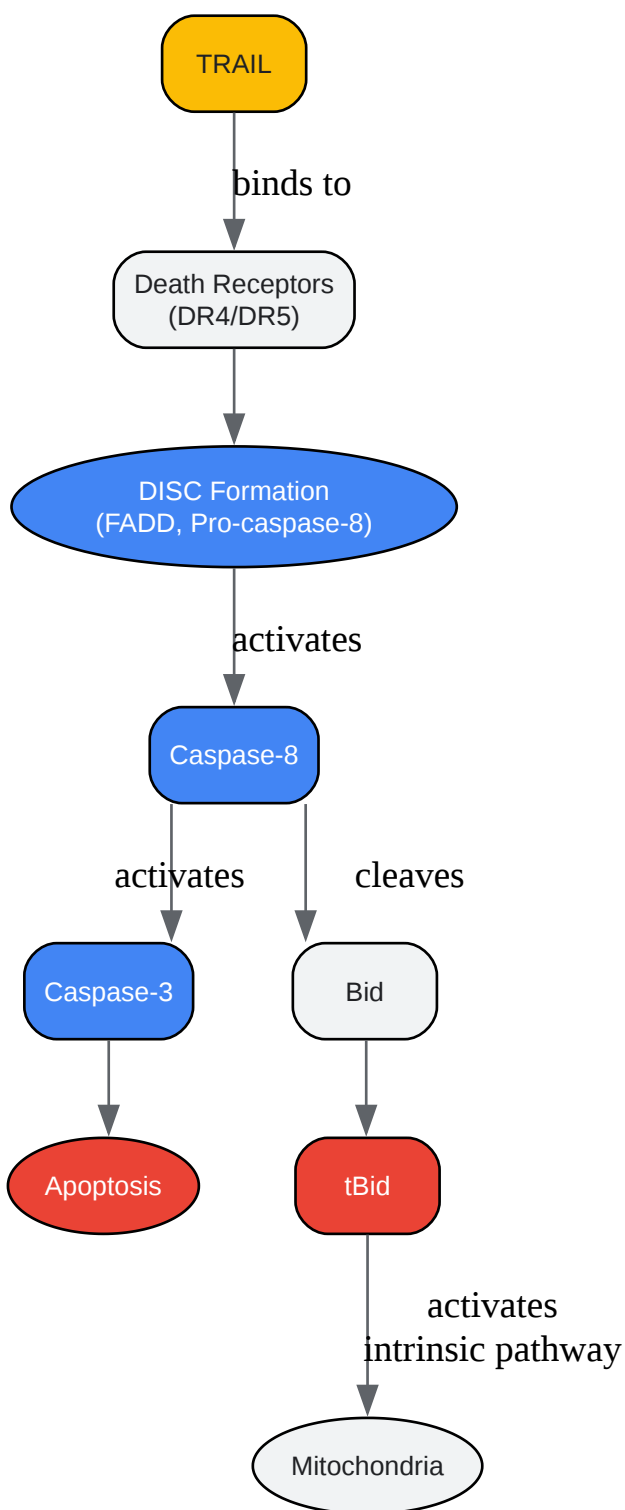 TRAIL
binds to
Death Receptors
(DR4/DR5)
DISC Formation
(FADD, Pro-caspase-8)
activates
Caspase-8
activates
cleaves
Caspase-3
Bid
Apoptosis
tBid
activates
intrinsic pathway
Mitochondria